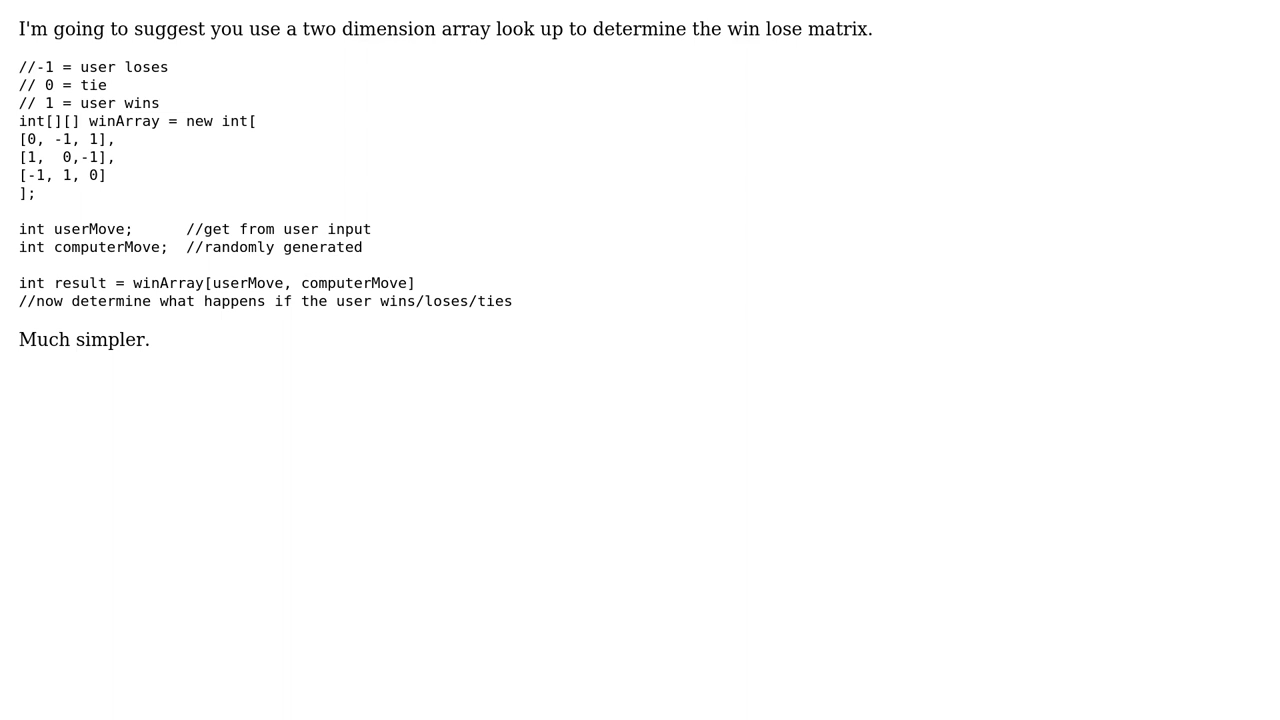 I'm going to suggest you use a two dimension array look up to determine the win lose matrix.
//-1 = user loses
// 0 = tie
// 1 = user wins
int[][] winArray = new int[
[0, -1, 1],
[1,  0,-1],
[-1, 1, 0]
];
int userMove;      //get from user input
int computerMove;  //randomly generated
int result = winArray[userMove, computerMove]
//now determine what happens if the user wins/loses/ties
Much simpler.